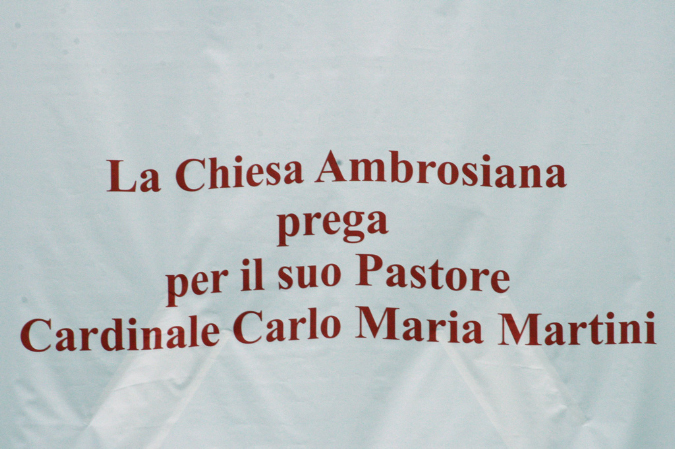 La Chiesa Ambrosiana
prega
per il suo Pastore
Cardinale Carlo Maria Martini